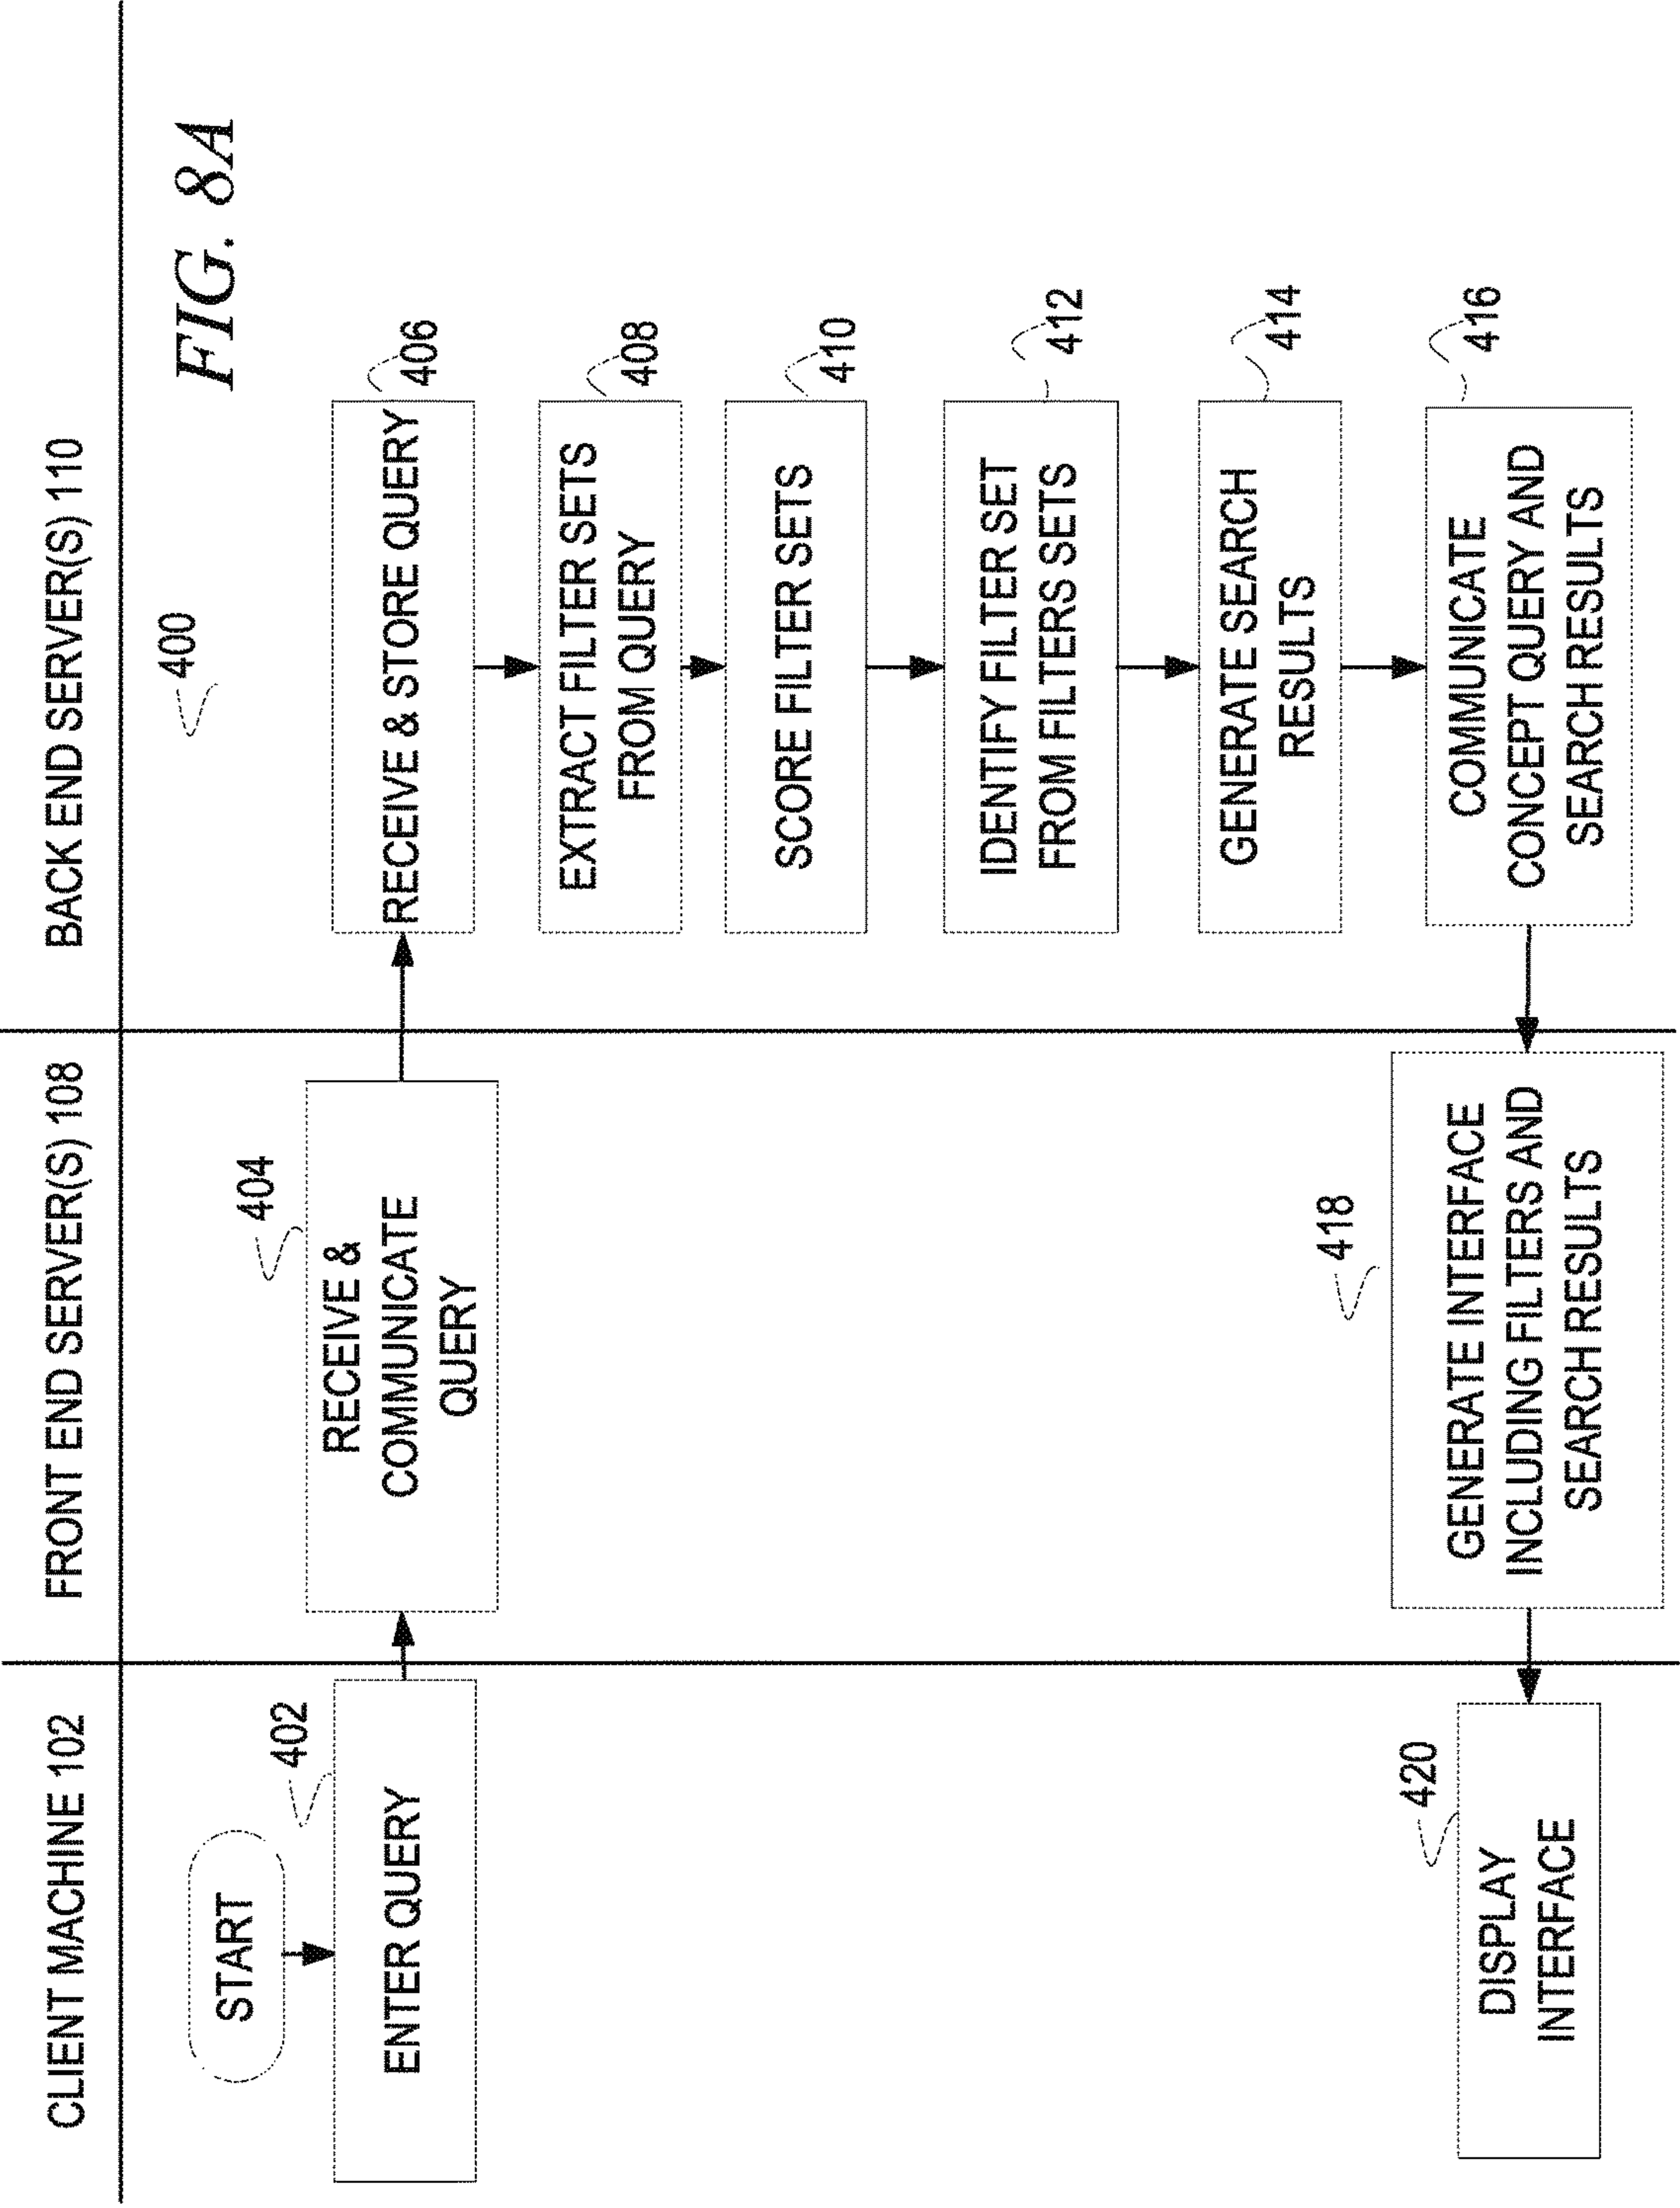 CLIENT MACHINE 102
FRONT END SERVER(S) 108
BACK END SERVER(S) 110
FIG. 8A
400
START
402
ENTER QUERY
404
RECEIVE &
COMMUNICATE
QUERY
406
RECEIVE & STORE QUERY
408
EXTRACT FILTER SETS
FROM QUERY
410
SCORE FILTER SETS
412
IDENTIFY FILTER SET
FROM FILTERS SETS
414
GENERATE SEARCH
RESULTS
416
COMMUNICATE
CONCEPT QUERY AND
SEARCH RESULTS
418
GENERATE INTERFACE
INCLUDING FILTERS AND
SEARCH RESULTS
420
DISPLAY
INTERFACE